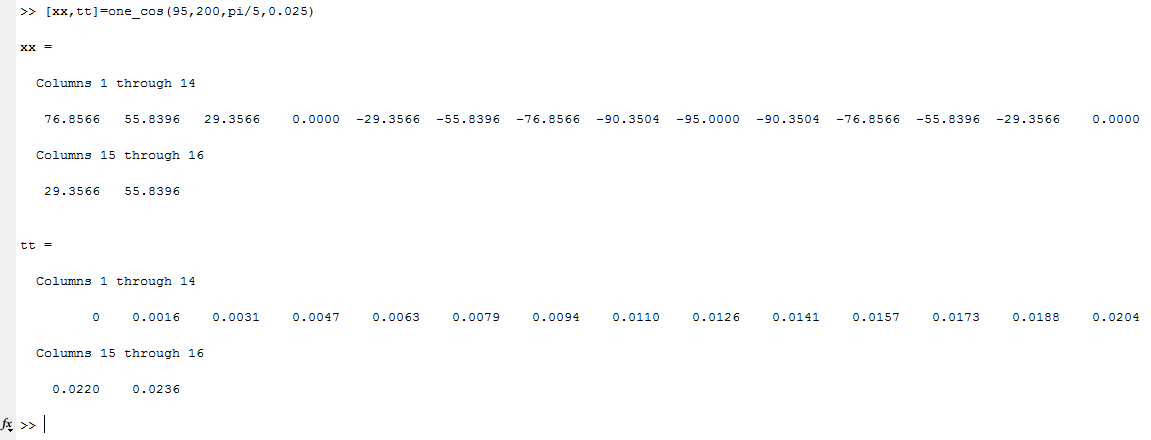 >> [xx,tt]=one_cos(95,200,pi/5,0.025)
xx =
Columns 1 through 14
76.8566 55.8396 29.3566 0.0000 -29.3566 -55.8396 -76.8566 -90.3504 -95.0000 -90.3504 -76.8566 -55.8396 -29.3566 0.0000
Columns 15 through 16
29.3566 55.8396
tt =
Columns 1 through 14
0 0.0016 0.0031 0.0047 0.0063 0.0079 0.0094 0.0110 0.0126 0.0141 0.0157 0.0173 0.0188 0.0204
Columns 15 through 16
0.0220 0.0236
fx >>